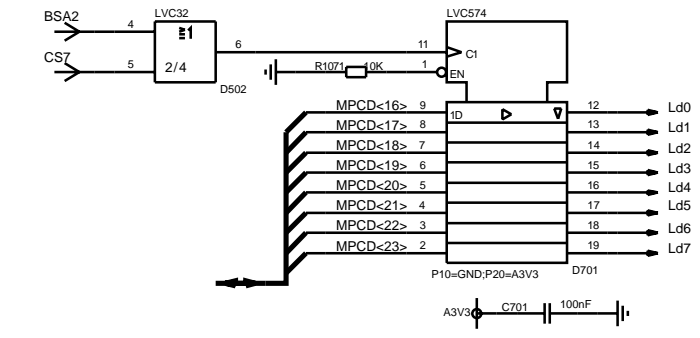 BSA2 4 LVC32 LVC574
≥1
6 11 C1
CS7 5 2/4 R1071 10K 1 EN
D502
MPCD<16> 9 1D 12 Ld0
MPCD<17> 8 13 Ld1
MPCD<18> 7 14 Ld2
MPCD<19> 6 15 Ld3
MPCD<20> 5 16 Ld4
MPCD<21> 4 17 Ld5
MPCD<22> 3 18 Ld6
MPCD<23> 2 19 Ld7
P10=GND;P20=A3V3 D701
A3V3 C701 100nF